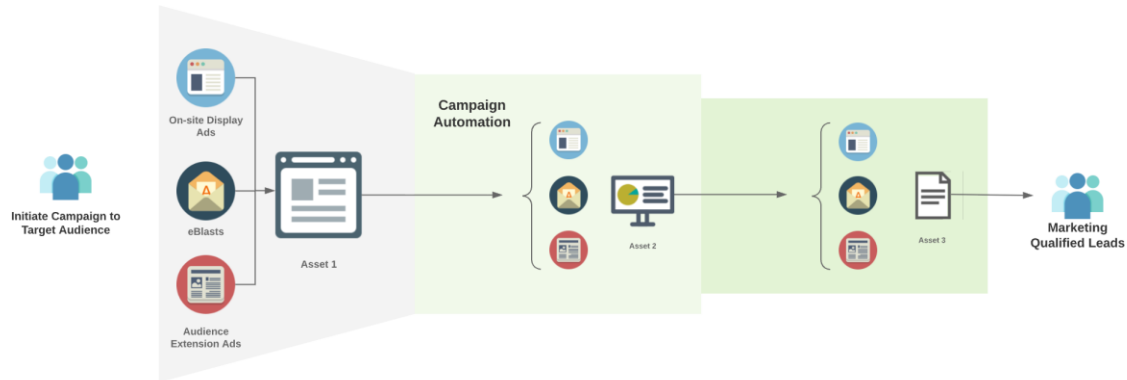 Initiate Campaign to
Target Audience
On-site Display
Ads
eBlasts
Audience
Extension Ads
Asset 1
Campaign
Automation
Asset 2
Asset 3
Marketing
Qualified Leads